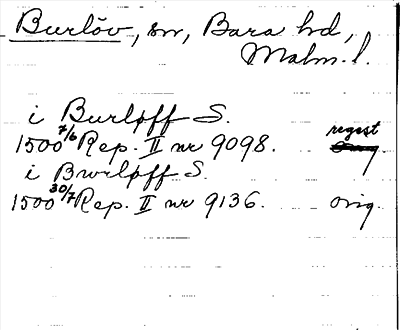 Burlöv, sn, Bara hd,
Malm. l.
i Burløff S.
regest
1500 7/6 Rep. II nr 9098.
i Bwrløff S.
1500 30/7 Rep. II nr 9136. orig.